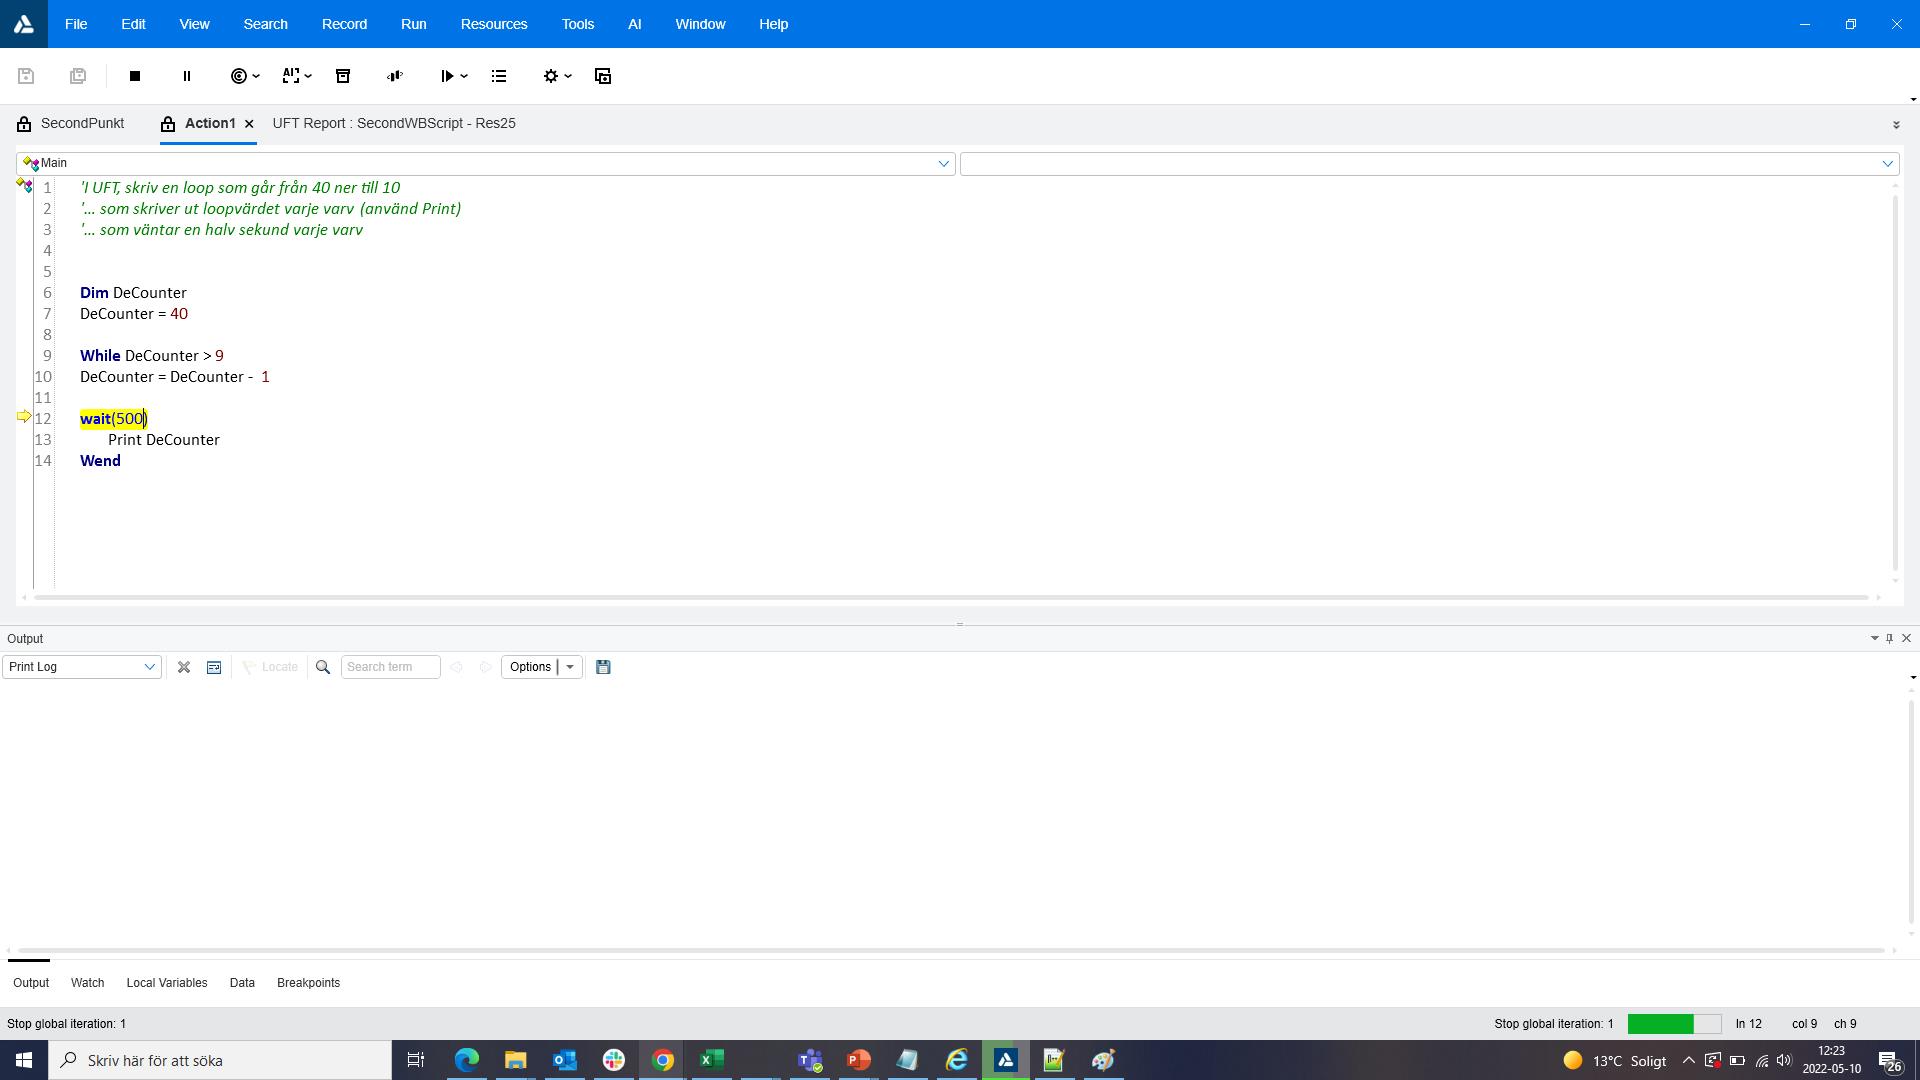 File Edit View Search Record Run Resources Tools AI Window Help
SecondPunkt Action1 UFT Report : SecondWBScript - Res25
Main
1 'I UFT, skriv en loop som går från 40 ner till 10
2 '... som skriver ut loopvärdet varje varv (använd Print)
3 '... som väntar en halv sekund varje varv
4
5
6 Dim DeCounter
7 DeCounter = 40
8
9 While DeCounter > 9
10 DeCounter = DeCounter - 1
11
12 wait(500)
13 Print DeCounter
14 Wend
Output
Print Log Locate Search term Options
Output Watch Local Variables Data Breakpoints
Stop global iteration: 1 Stop global iteration: 1 ln 12 col 9 ch 9
Skriv här för att söka 13°C Soligt 12:23
2022-05-10 26